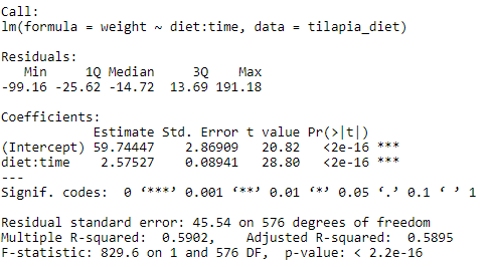 Call:
lm(formula = weight ~ diet:time, data = tilapia_diet)
Residuals:
Min 1Q Median 3Q Max
-99.16 -25.62 -14.72 13.69 191.18
Coefficients:
Estimate Std. Error t value Pr(>|t|)
(Intercept) 59.74447 2.86909 20.82 <2e-16 ***
diet:time 2.57527 0.08941 28.80 <2e-16 ***
---
Signif. codes: 0 ‘***’ 0.001 ‘**’ 0.01 ‘*’ 0.05 ‘.’ 0.1 ‘ ’ 1
Residual standard error: 45.54 on 576 degrees of freedom
Multiple R-squared: 0.5902, Adjusted R-squared: 0.5895
F-statistic: 829.6 on 1 and 576 DF, p-value: < 2.2e-16